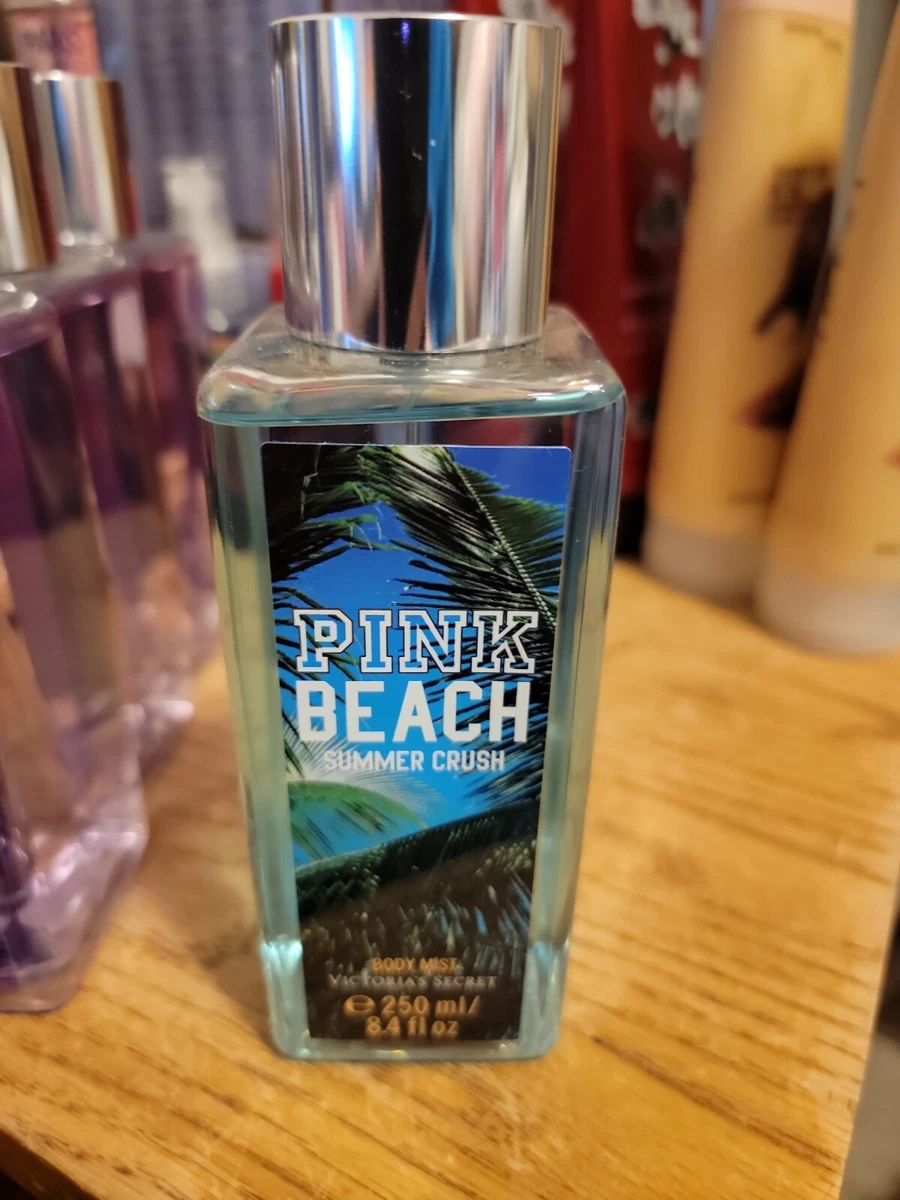 PINK
BEACH
SUMMER CRUSH
BODY MIST
VICTORIA'S SECRET
℮ 250 ml/
8.4 fl oz